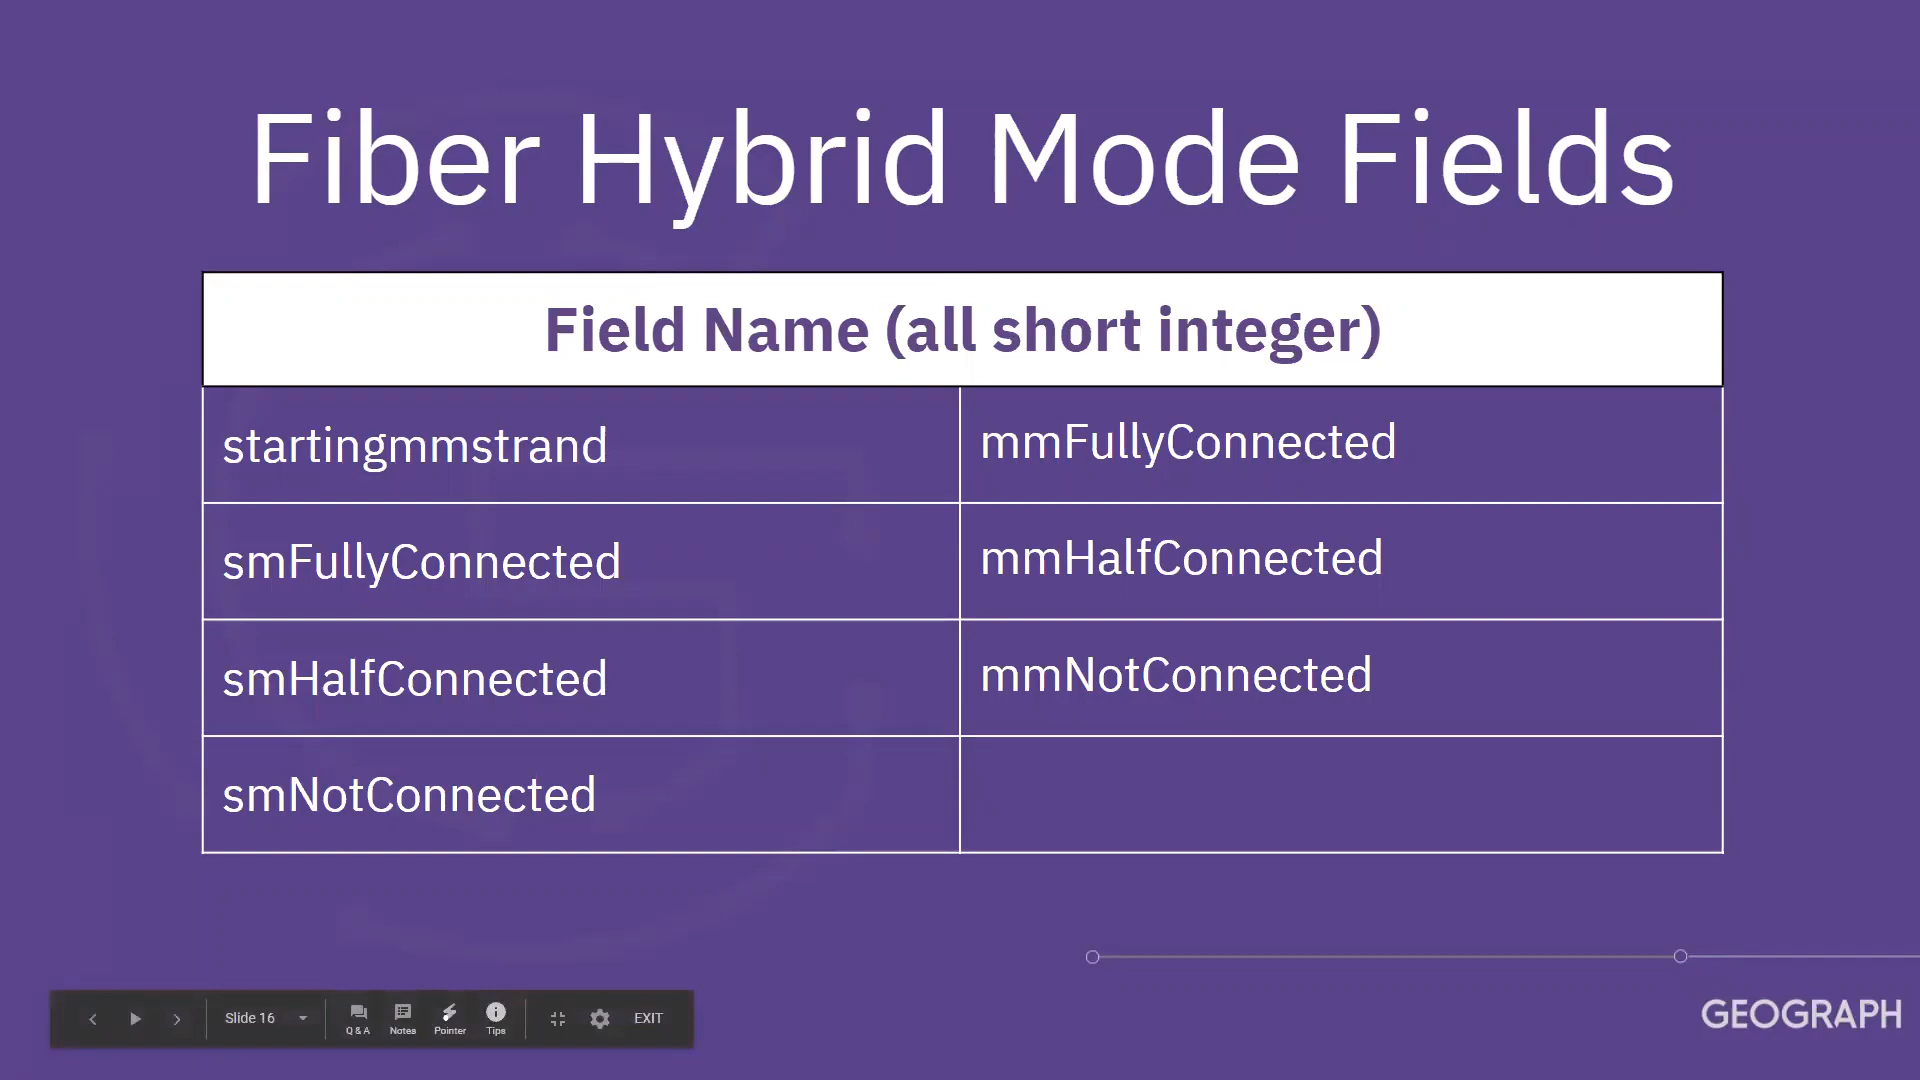 Fiber Hybrid Mode Fields
Field Name (all short integer)
startingmmstrand
mmFullyConnected
smFullyConnected
mmHalfConnected
smHalfConnected
mmNotConnected
smNotConnected
Slide 16
Q & A
Notes
Pointer
Tips
EXIT
GEOGRAPH